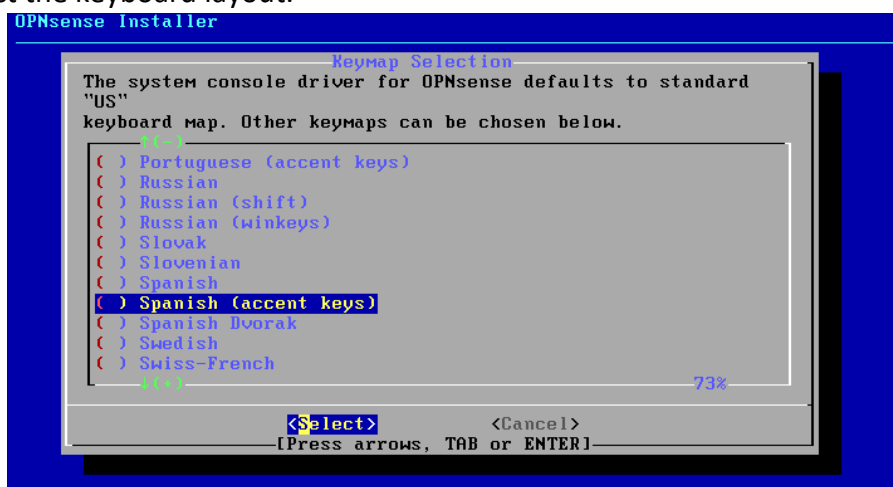 the keyboard layout.
OPNsense Installer
Keymap Selection
The system console driver for OPNsense defaults to standard
"US"
keyboard map. Other keymaps can be chosen below.
↑(-)
( ) Portuguese (accent keys)
( ) Russian
( ) Russian (shift)
( ) Russian (winkeys)
( ) Slovak
( ) Slovenian
( ) Spanish
( ) Spanish (accent keys)
( ) Spanish Dvorak
( ) Swedish
( ) Swiss-French
↓(+) 73%
<Select> <Cancel>
[Press arrows, TAB or ENTER]